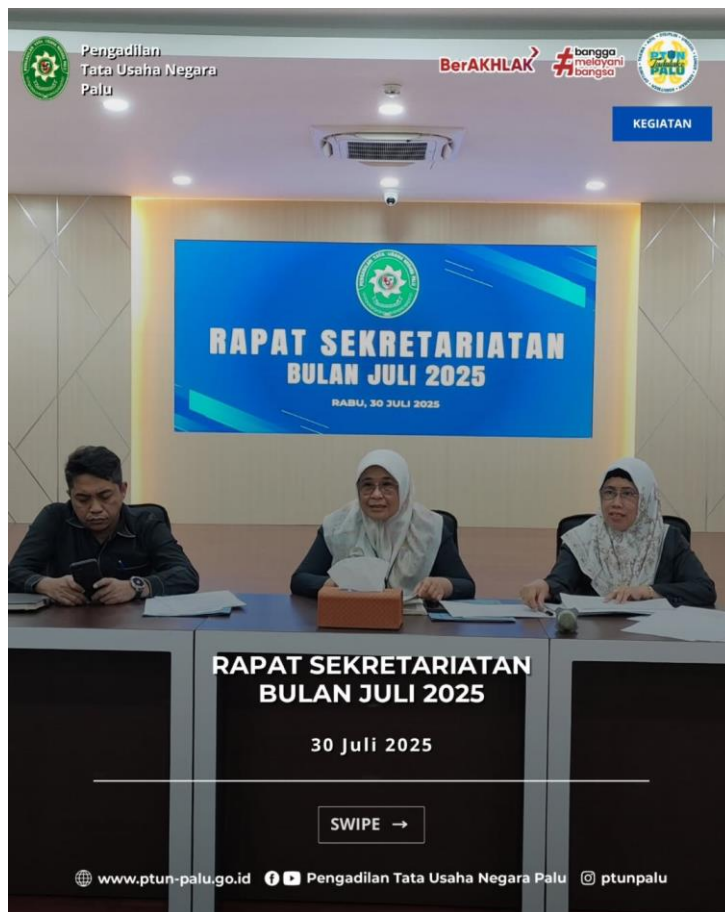 Pengadilan
Tata Usaha Negara
Palu
BerAKHLAK
#bangga
melayani
bangsa
PTUN
PALU
KEGIATAN
RAPAT SEKRETARIATAN
BULAN JULI 2025
RABU, 30 JULI 2025
RAPAT SEKRETARIATAN
BULAN JULI 2025
30 Juli 2025
SWIPE →
www.ptun-palu.go.id
Pengadilan Tata Usaha Negara Palu
ptunpalu